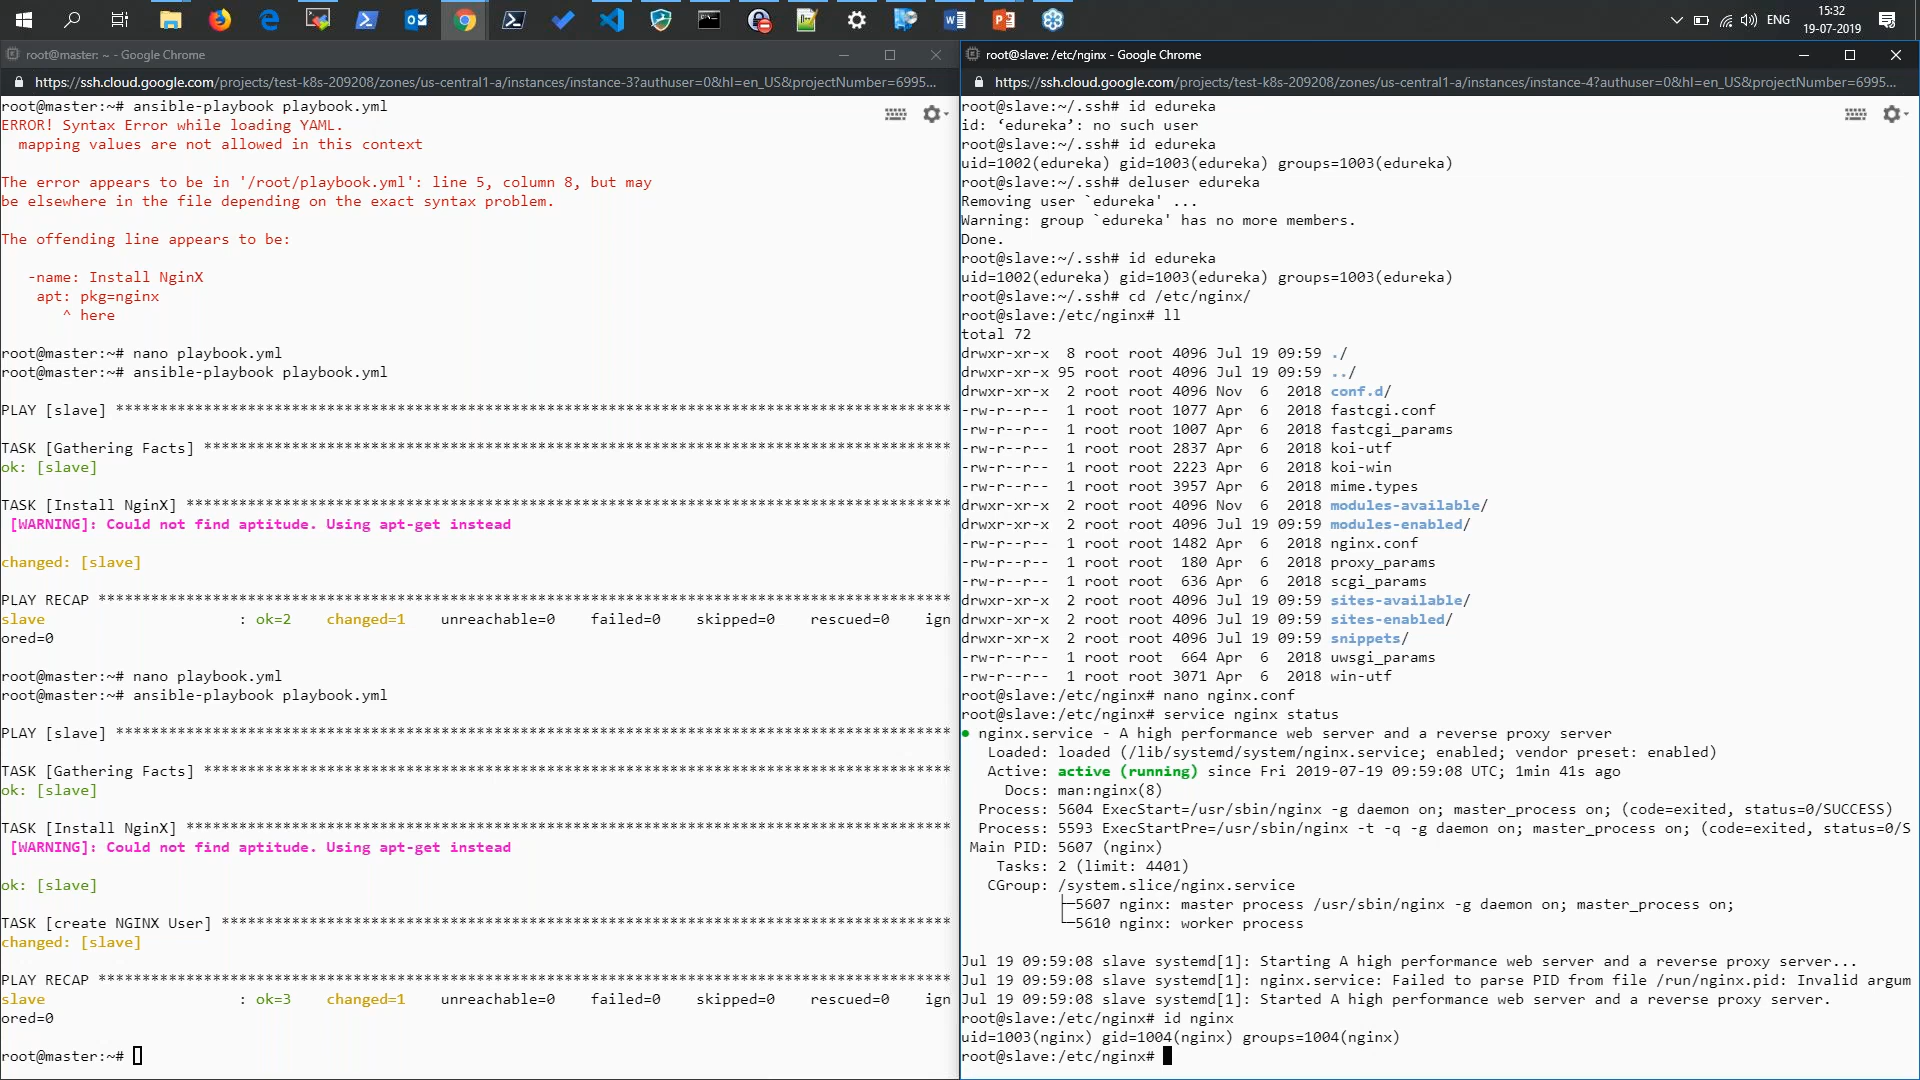 ENG
15:32
19-07-2019
root@master: ~ - Google Chrome
https://ssh.cloud.google.com/projects/test-k8s-209208/zones/us-central1-a/instances/instance-3?authuser=0&hl=en_US&projectNumber=6995...
root@master:~# ansible-playbook playbook.yml
ERROR! Syntax Error while loading YAML.
  mapping values are not allowed in this context

The error appears to be in '/root/playbook.yml': line 5, column 8, but may
be elsewhere in the file depending on the exact syntax problem.

The offending line appears to be:

   -name: Install NginX
    apt: pkg=nginx
       ^ here

root@master:~# nano playbook.yml
root@master:~# ansible-playbook playbook.yml

PLAY [slave] ***********************************************************************************************

TASK [Gathering Facts] *************************************************************************************
ok: [slave]

TASK [Install NginX] ***************************************************************************************
 [WARNING]: Could not find aptitude. Using apt-get instead

changed: [slave]

PLAY RECAP *************************************************************************************************
slave                      : ok=2    changed=1    unreachable=0    failed=0    skipped=0    rescued=0    ign
ored=0

root@master:~# nano playbook.yml
root@master:~# ansible-playbook playbook.yml

PLAY [slave] ***********************************************************************************************

TASK [Gathering Facts] *************************************************************************************
ok: [slave]

TASK [Install NginX] ***************************************************************************************
 [WARNING]: Could not find aptitude. Using apt-get instead

ok: [slave]

TASK [create NGINX User] ***********************************************************************************
changed: [slave]

PLAY RECAP *************************************************************************************************
slave                      : ok=3    changed=1    unreachable=0    failed=0    skipped=0    rescued=0    ign
ored=0

root@master:~#
root@slave: /etc/nginx - Google Chrome
https://ssh.cloud.google.com/projects/test-k8s-209208/zones/us-central1-a/instances/instance-4?authuser=0&hl=en_US&projectNumber=6995...
root@slave:~/.ssh# id edureka
id: ‘edureka’: no such user
root@slave:~/.ssh# id edureka
uid=1002(edureka) gid=1003(edureka) groups=1003(edureka)
root@slave:~/.ssh# deluser edureka
Removing user `edureka' ...
Warning: group `edureka' has no more members.
Done.
root@slave:~/.ssh# id edureka
uid=1002(edureka) gid=1003(edureka) groups=1003(edureka)
root@slave:~/.ssh# cd /etc/nginx/
root@slave:/etc/nginx# ll
total 72
drwxr-xr-x  8 root root 4096 Jul 19 09:59 ./
drwxr-xr-x 95 root root 4096 Jul 19 09:59 ../
drwxr-xr-x  2 root root 4096 Nov  6  2018 conf.d/
-rw-r--r--  1 root root 1077 Apr  6  2018 fastcgi.conf
-rw-r--r--  1 root root 1007 Apr  6  2018 fastcgi_params
-rw-r--r--  1 root root 2837 Apr  6  2018 koi-utf
-rw-r--r--  1 root root 2223 Apr  6  2018 koi-win
-rw-r--r--  1 root root 3957 Apr  6  2018 mime.types
drwxr-xr-x  2 root root 4096 Nov  6  2018 modules-available/
drwxr-xr-x  2 root root 4096 Jul 19 09:59 modules-enabled/
-rw-r--r--  1 root root 1482 Apr  6  2018 nginx.conf
-rw-r--r--  1 root root  180 Apr  6  2018 proxy_params
-rw-r--r--  1 root root  636 Apr  6  2018 scgi_params
drwxr-xr-x  2 root root 4096 Jul 19 09:59 sites-available/
drwxr-xr-x  2 root root 4096 Jul 19 09:59 sites-enabled/
drwxr-xr-x  2 root root 4096 Jul 19 09:59 snippets/
-rw-r--r--  1 root root  664 Apr  6  2018 uwsgi_params
-rw-r--r--  1 root root 3071 Apr  6  2018 win-utf
root@slave:/etc/nginx# nano nginx.conf
root@slave:/etc/nginx# service nginx status
● nginx.service - A high performance web server and a reverse proxy server
   Loaded: loaded (/lib/systemd/system/nginx.service; enabled; vendor preset: enabled)
   Active: active (running) since Fri 2019-07-19 09:59:08 UTC; 1min 41s ago
     Docs: man:nginx(8)
  Process: 5604 ExecStart=/usr/sbin/nginx -g daemon on; master_process on; (code=exited, status=0/SUCCESS)
  Process: 5593 ExecStartPre=/usr/sbin/nginx -t -q -g daemon on; master_process on; (code=exited, status=0/S
 Main PID: 5607 (nginx)
    Tasks: 2 (limit: 4401)
   CGroup: /system.slice/nginx.service
           ├─5607 nginx: master process /usr/sbin/nginx -g daemon on; master_process on;
           └─5610 nginx: worker process

Jul 19 09:59:08 slave systemd[1]: Starting A high performance web server and a reverse proxy server...
Jul 19 09:59:08 slave systemd[1]: nginx.service: Failed to parse PID from file /run/nginx.pid: Invalid argum
Jul 19 09:59:08 slave systemd[1]: Started A high performance web server and a reverse proxy server.
root@slave:/etc/nginx# id nginx
uid=1003(nginx) gid=1004(nginx) groups=1004(nginx)
root@slave:/etc/nginx#